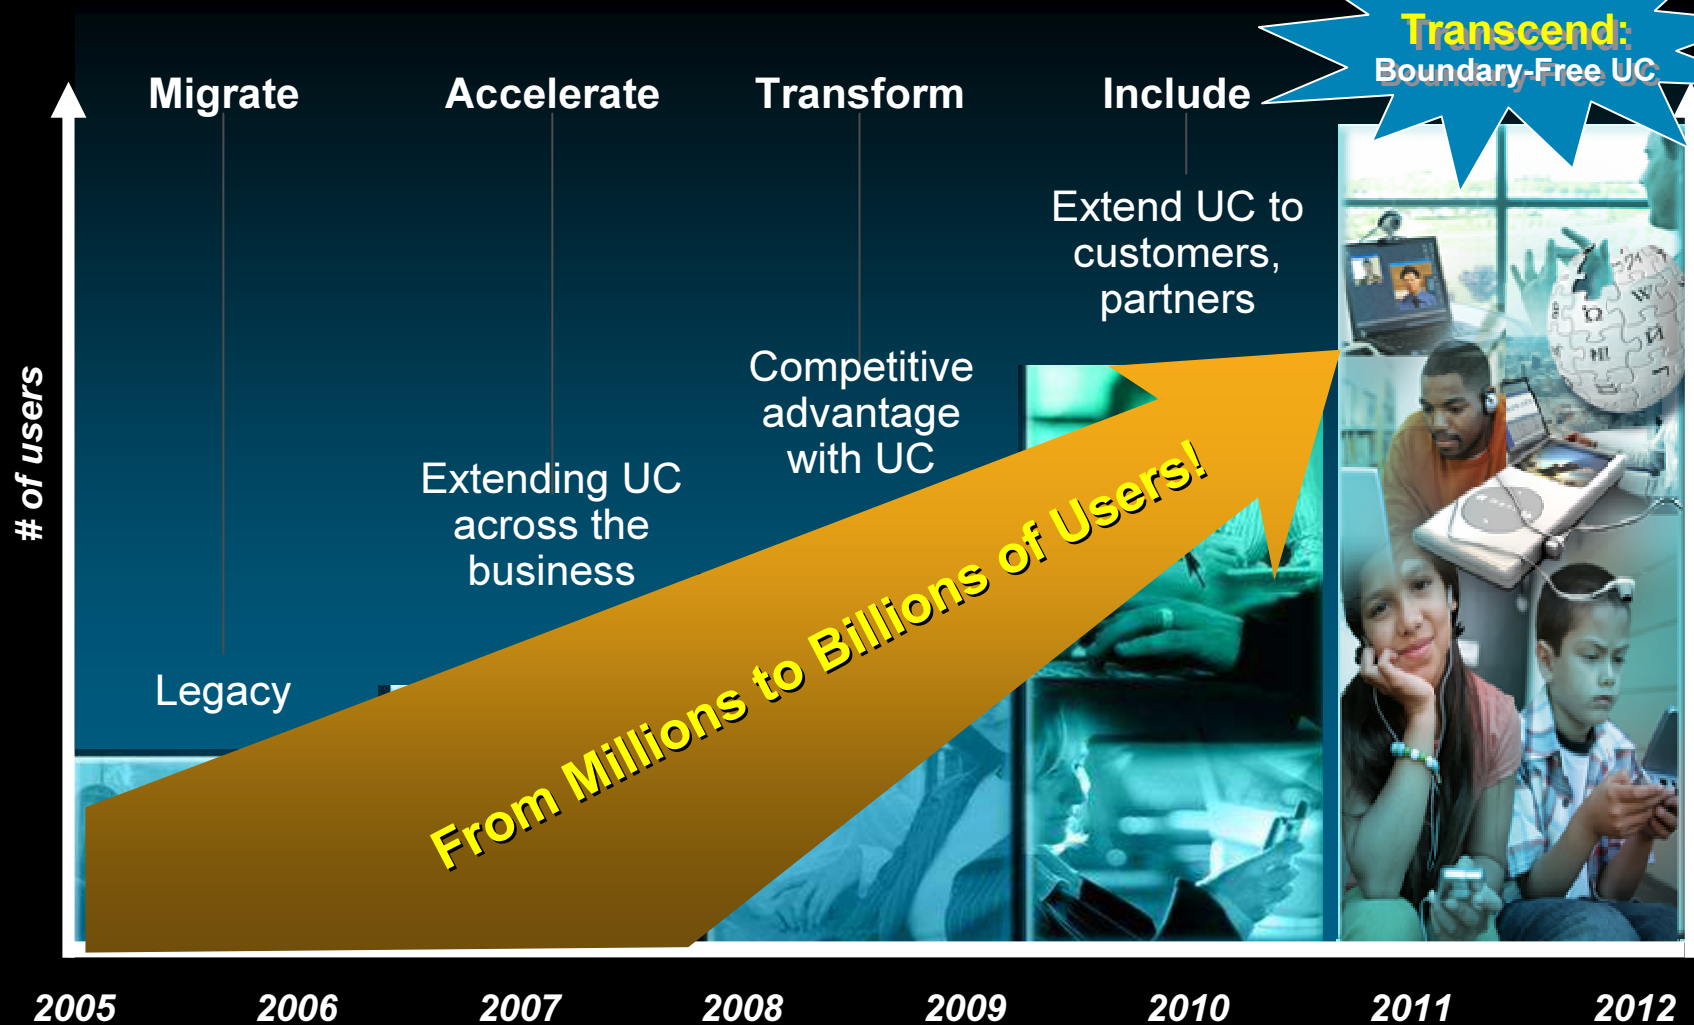 Transcend:
Boundary-Free UC
Migrate
Accelerate
Transform
Include
Extend UC to
customers,
partners
Competitive
advantage
with UC
Extending UC
across the
business
Legacy
# of users
From Millions to Billions of Users!
2005
2006
2007
2008
2009
2010
2011
2012